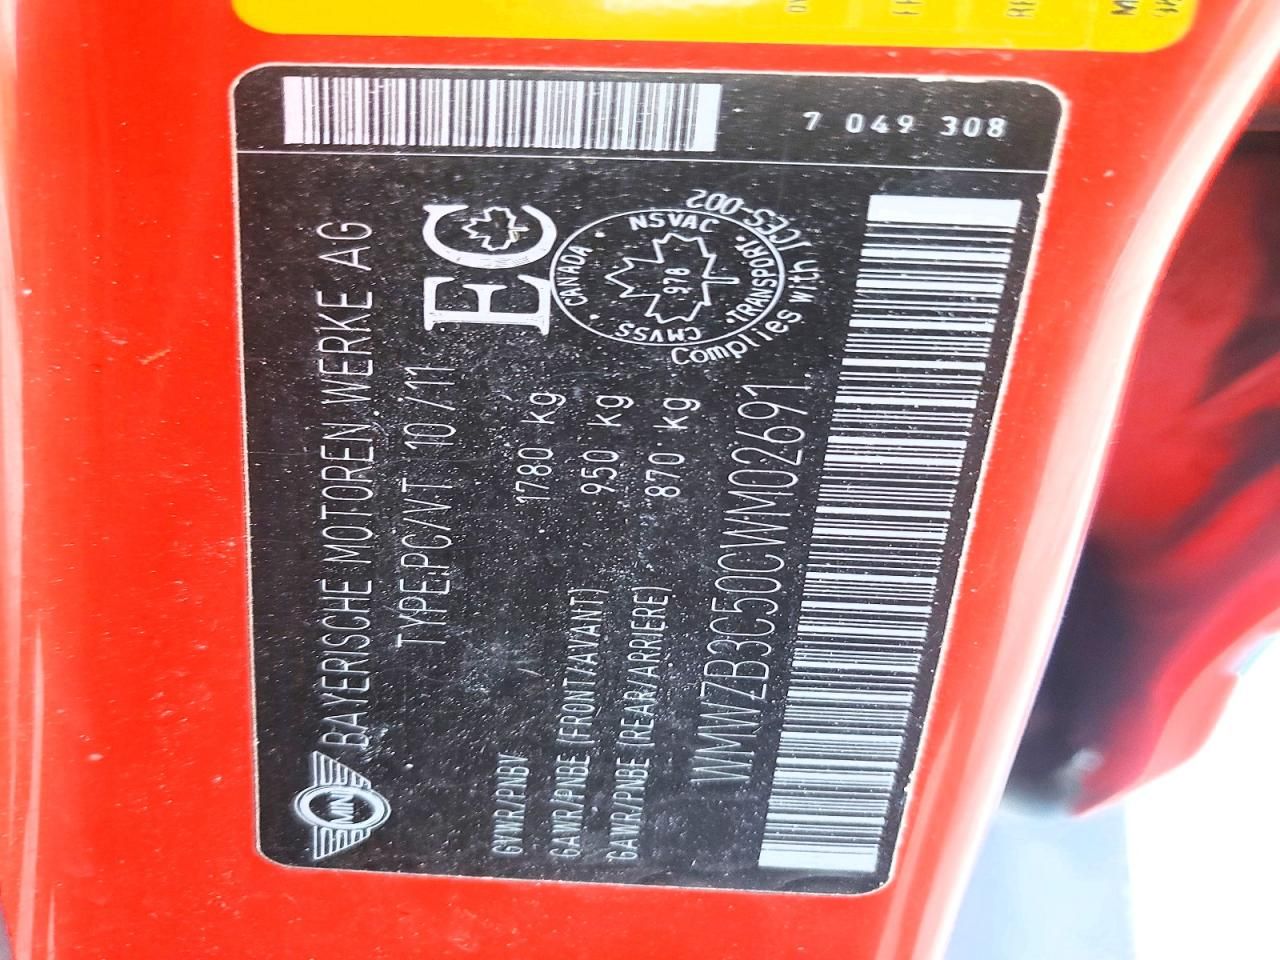 7 049 308
MINI
BAYERISCHE MOTOREN WERKE AG
TYPE:PC/VT 10/11
EC
CANADA · NSVAC · TRANSPORT · CMVSS
978
Complies with ICES-002
GVWR/PNBV 1780 kg
GAWR/PNBE (FRONT/AVANT) 950 kg
GAWR/PNBE (REAR/ARRIERE) 870 kg
WMWZB3C50CWM02691